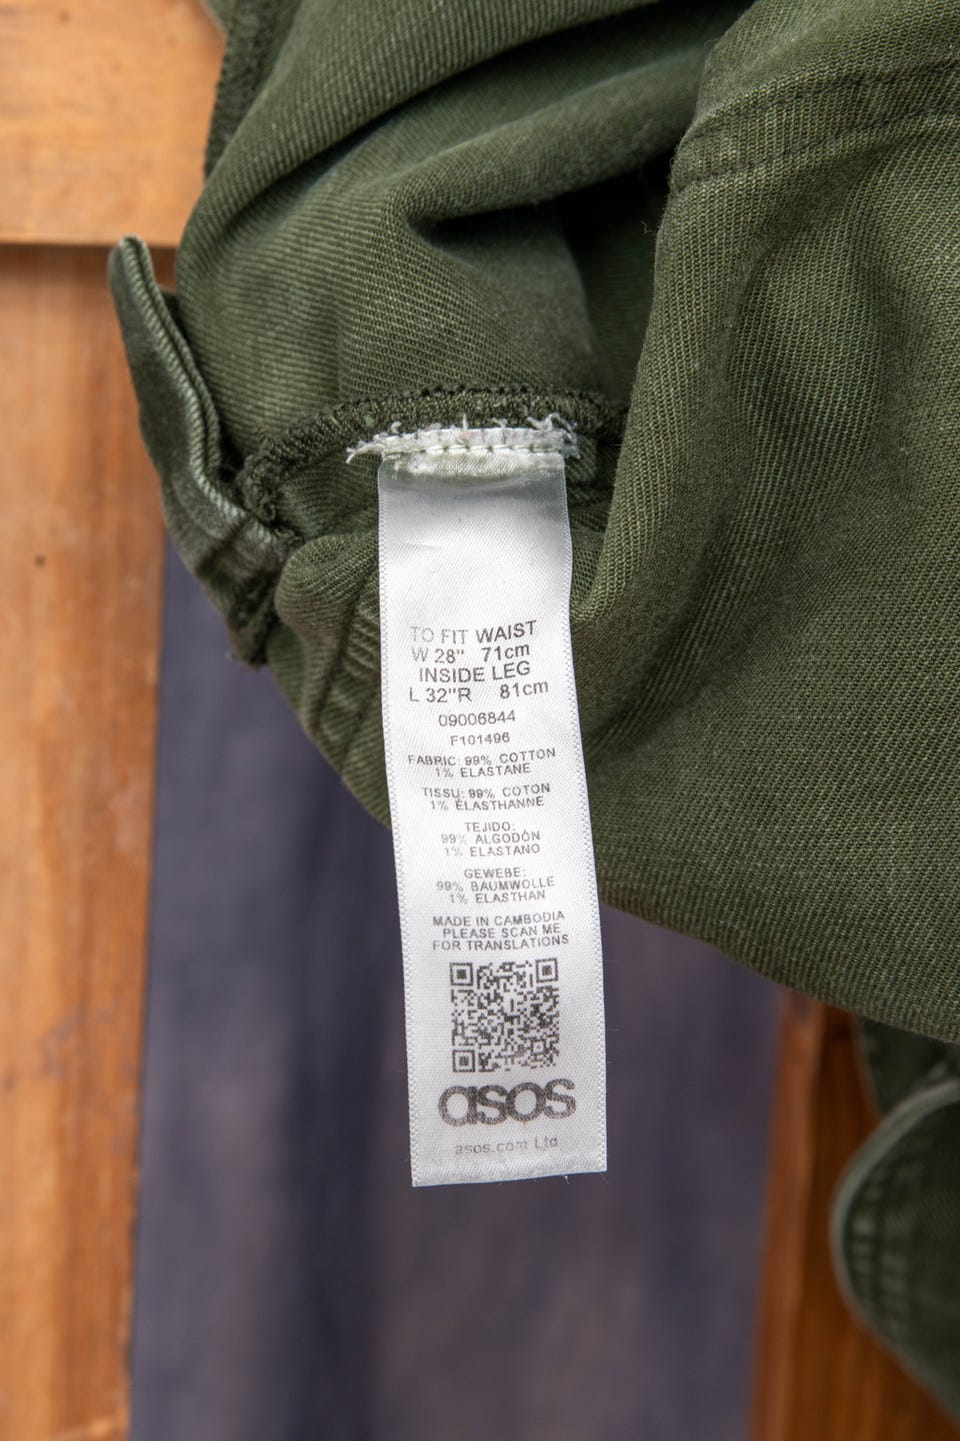 TO FIT WAIST
W 28" 71cm
INSIDE LEG
L 32"R 81cm
09006844
F101496
FABRIC: 99% COTTON
1% ELASTANE
TISSU: 99% COTON
1% ÉLASTHANNE
TEJIDO:
99% ALGODÓN
1% ELASTANO
GEWEBE:
99% BAUMWOLLE
1% ELASTHAN
MADE IN CAMBODIA
PLEASE SCAN ME
FOR TRANSLATIONS
asos
asos.com Ltd